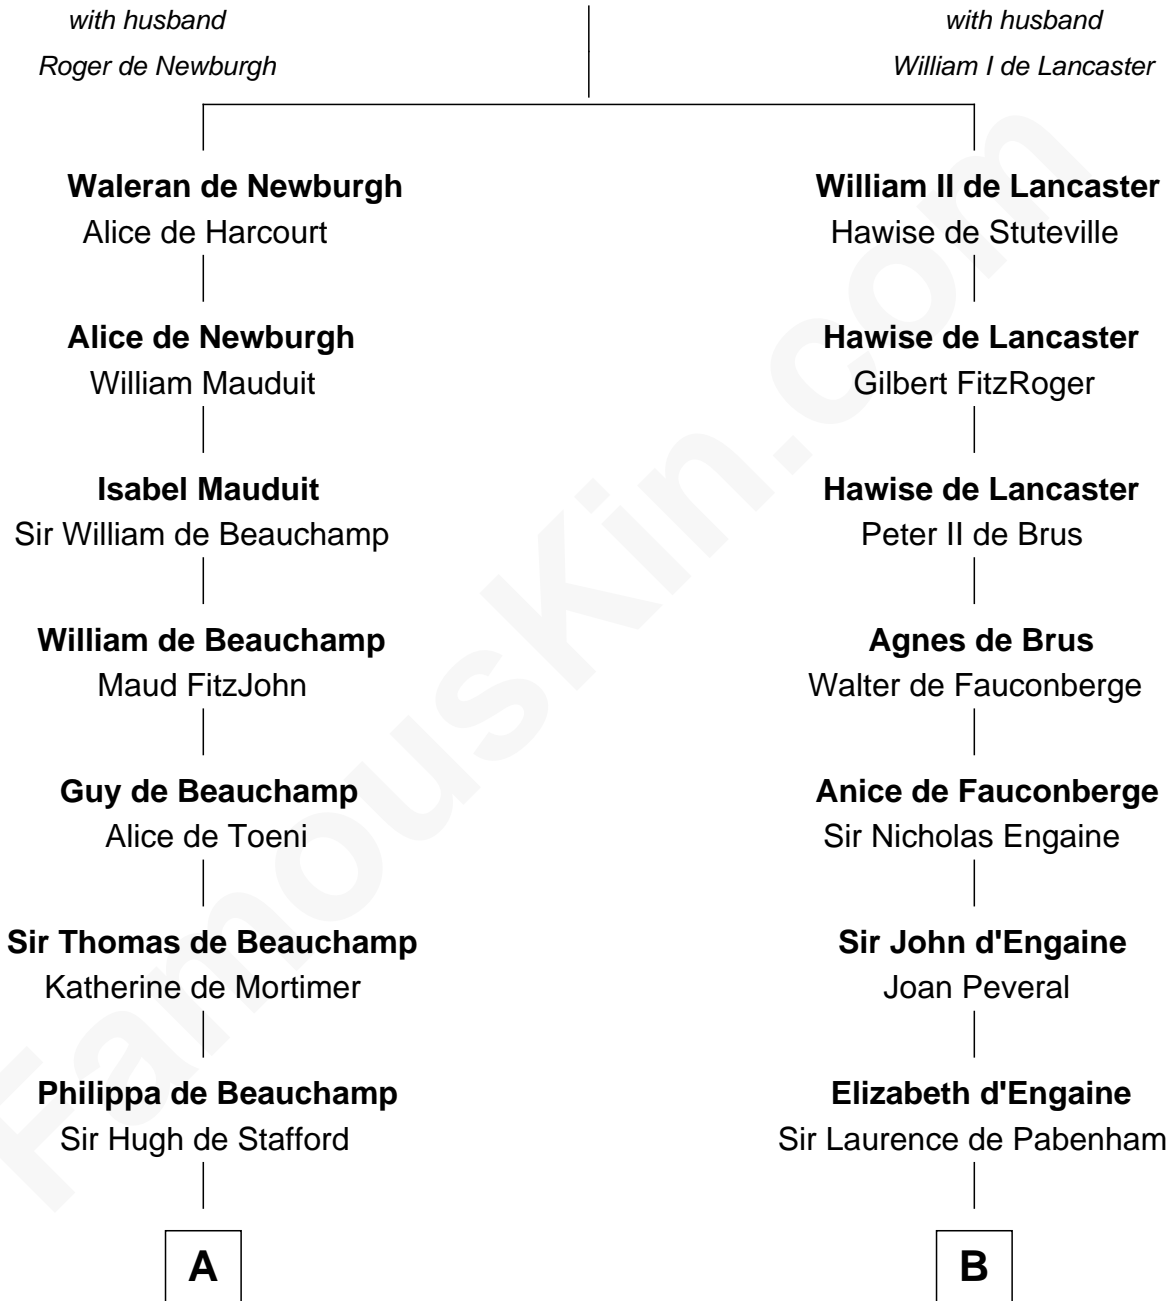 with husband
Roger de Newburgh
with husband
William I de Lancaster
Waleran de Newburgh
Alice de Harcourt
William II de Lancaster
Hawise de Stuteville
Alice de Newburgh
William Mauduit
Hawise de Lancaster
Gilbert FitzRoger
Isabel Mauduit
Sir William de Beauchamp
Hawise de Lancaster
Peter II de Brus
William de Beauchamp
Maud FitzJohn
Agnes de Brus
Walter de Fauconberge
Guy de Beauchamp
Alice de Toeni
Anice de Fauconberge
Sir Nicholas Engaine
Sir Thomas de Beauchamp
Katherine de Mortimer
Sir John d'Engaine
Joan Peveral
Philippa de Beauchamp
Sir Hugh de Stafford
Elizabeth d'Engaine
Sir Laurence de Pabenham
A
B
FamousKin.com